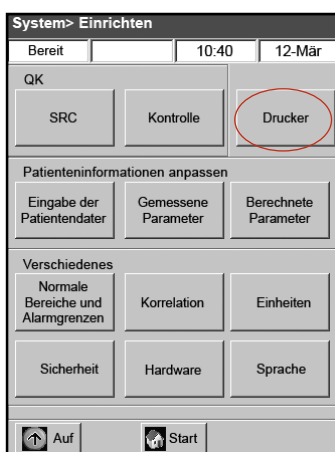 System> Einrichten
Bereit 10:40 12-Mär
QK
SRC Kontrolle Drucker
Patienteninformationen anpassen
Eingabe der Patientendater
Gemessene Parameter
Berechnete Parameter
Verschiedenes
Normale Bereiche und Alarmgrenzen
Korrelation
Einheiten
Sicherheit Hardware Sprache
Auf Start